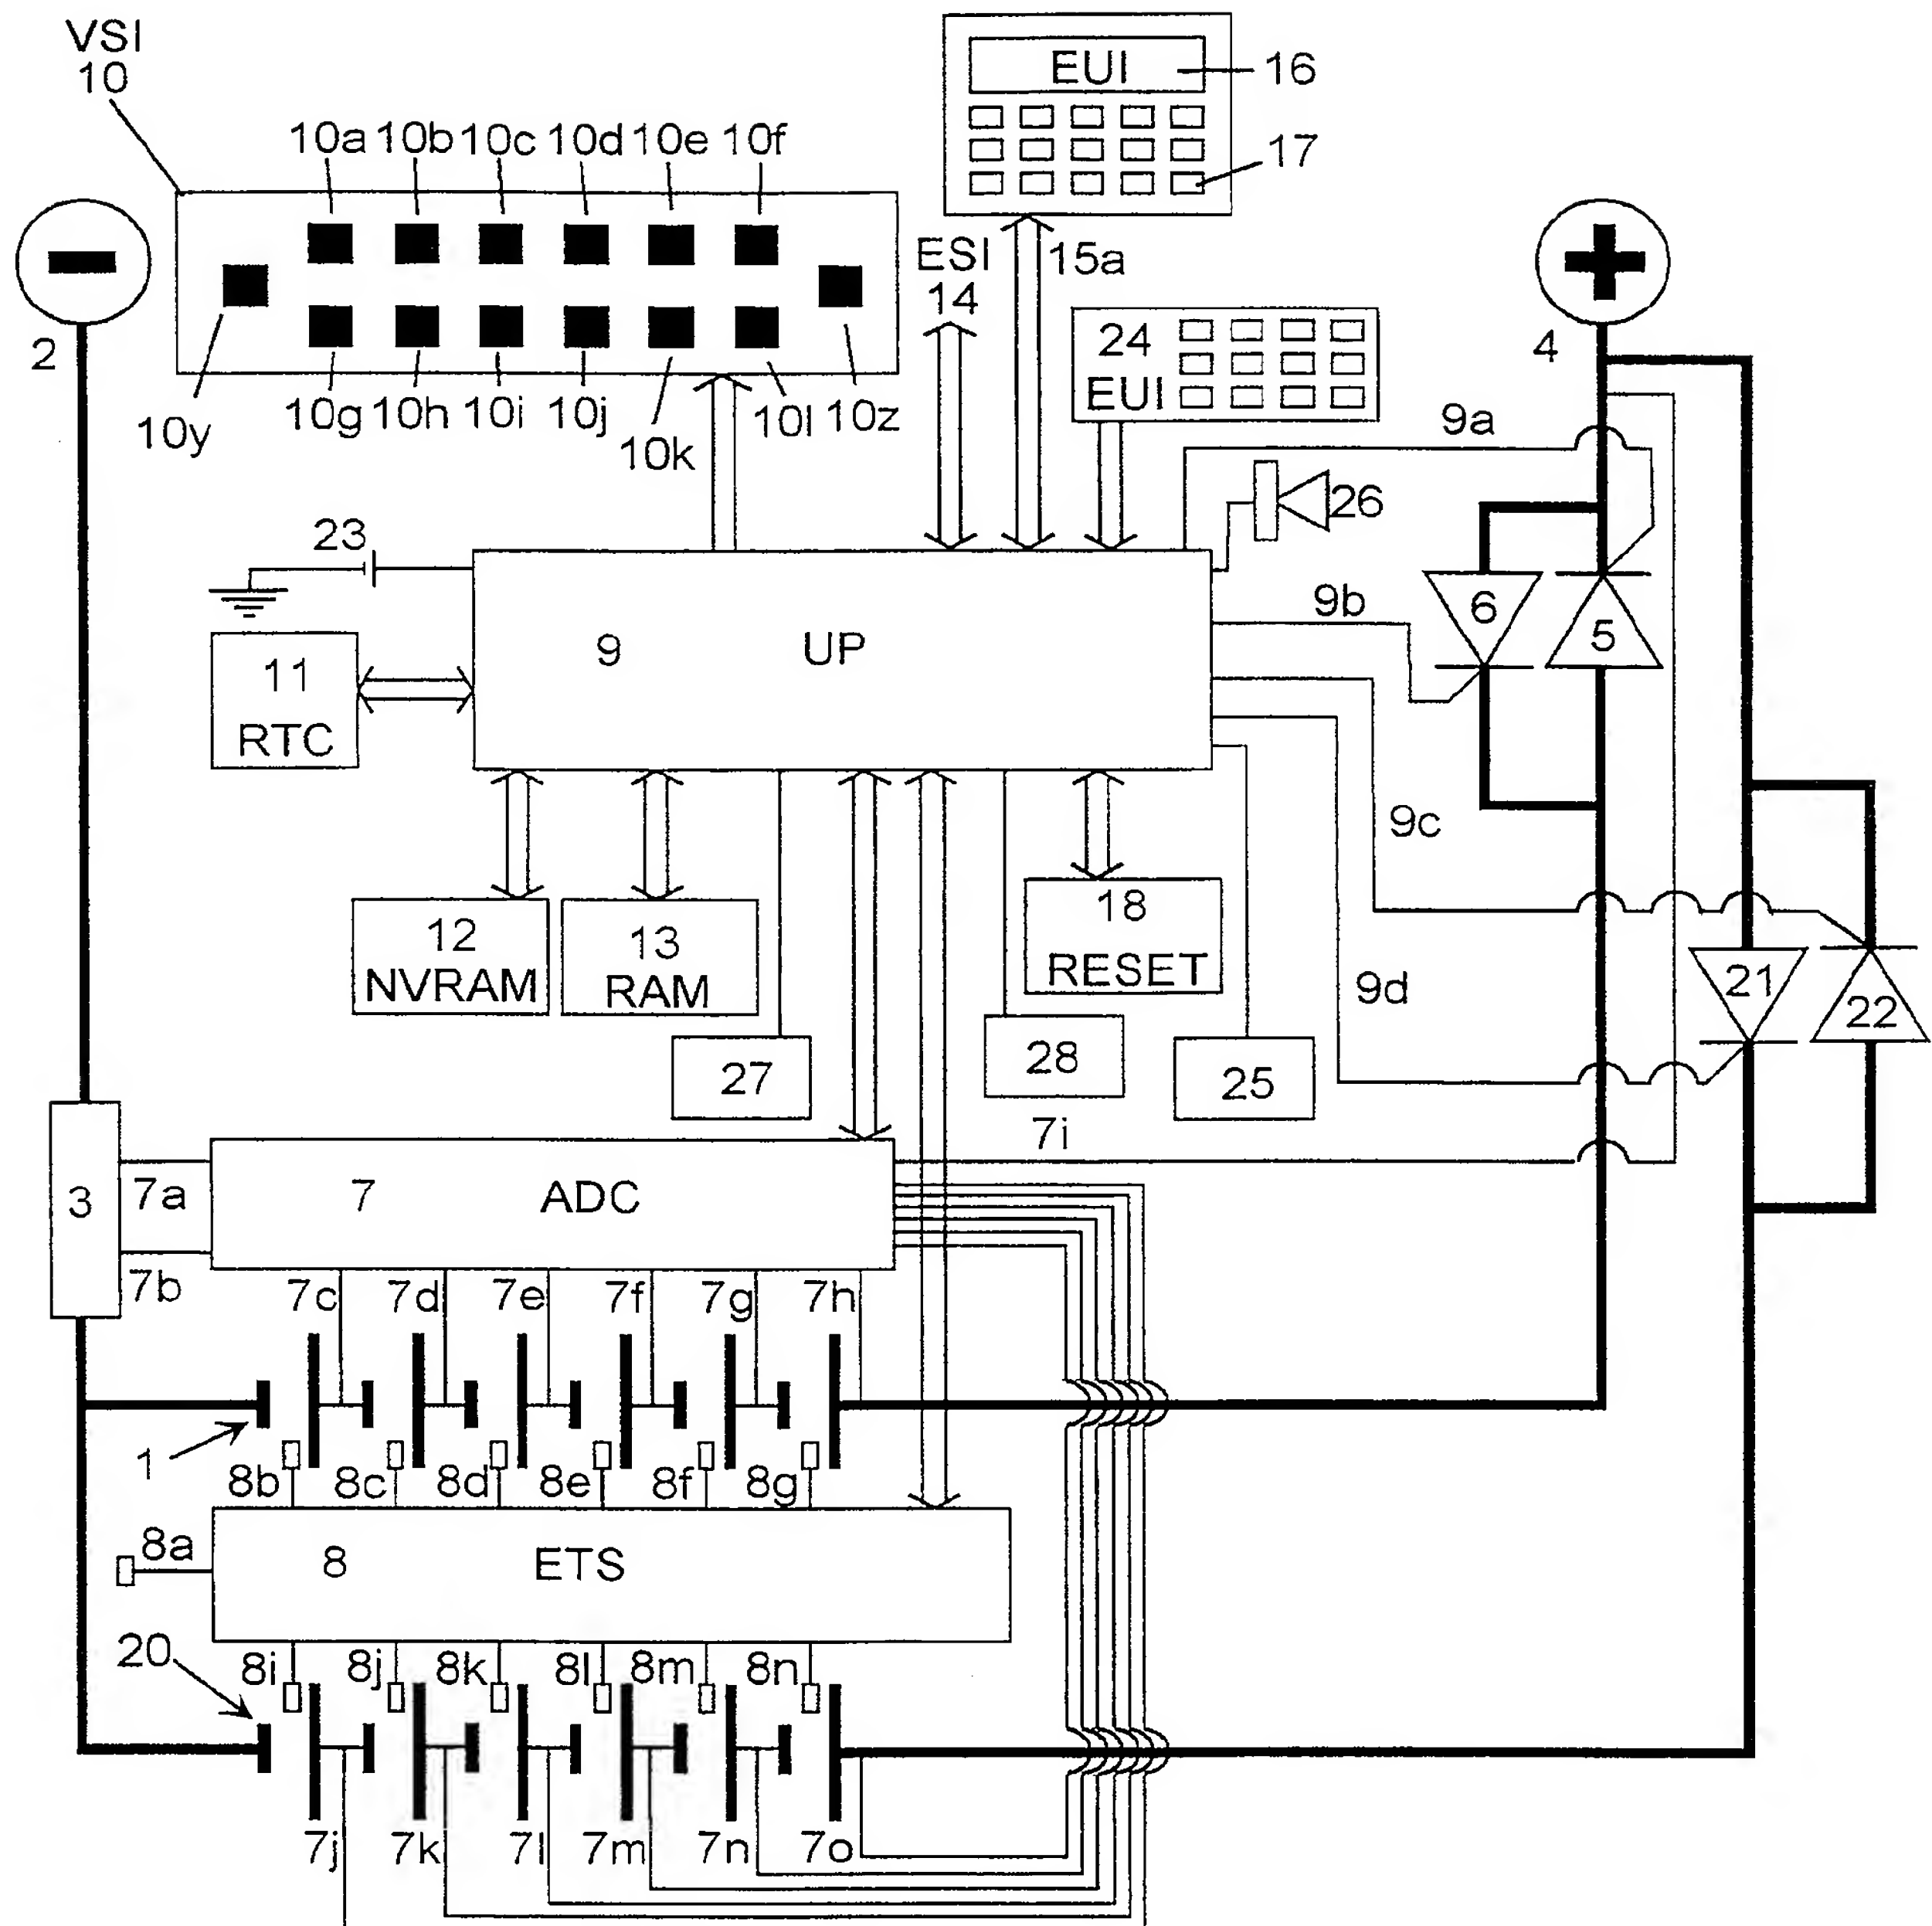 VSI
10
EUI
16
17
10a 10b 10c 10d 10e 10f
ESI
14
15a
2
24
EUI
4
10y
10g 10h 10i 10j 10k 10l 10z
9a
23
26
9 UP
9b
6
5
11
RTC
9c
12
NVRAM
13
RAM
18
RESET
9d
21
22
27
28
25
7i
3
7a
7 ADC
7b
7c 7d 7e 7f 7g 7h
1
8b 8c 8d 8e 8f 8g
8a
8 ETS
20
8i 8j 8k 8l 8m 8n
7j 7k 7l 7m 7n 7o